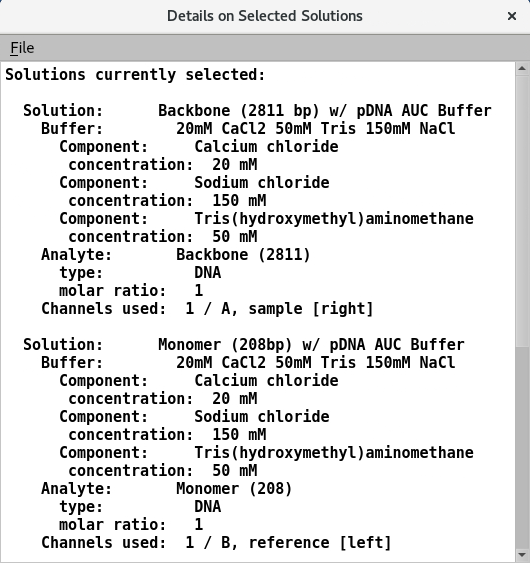 Details on Selected Solutions
File
Solutions currently selected:
Solution: Backbone (2811 bp) w/ pDNA AUC Buffer
Buffer: 20mM CaCl2 50mM Tris 150mM NaCl
Component: Calcium chloride
concentration: 20 mM
Component: Sodium chloride
concentration: 150 mM
Component: Tris(hydroxymethyl)aminomethane
concentration: 50 mM
Analyte: Backbone (2811)
type: DNA
molar ratio: 1
Channels used: 1 / A, sample [right]
Solution: Monomer (208bp) w/ pDNA AUC Buffer
Buffer: 20mM CaCl2 50mM Tris 150mM NaCl
Component: Calcium chloride
concentration: 20 mM
Component: Sodium chloride
concentration: 150 mM
Component: Tris(hydroxymethyl)aminomethane
concentration: 50 mM
Analyte: Monomer (208)
type: DNA
molar ratio: 1
Channels used: 1 / B, reference [left]